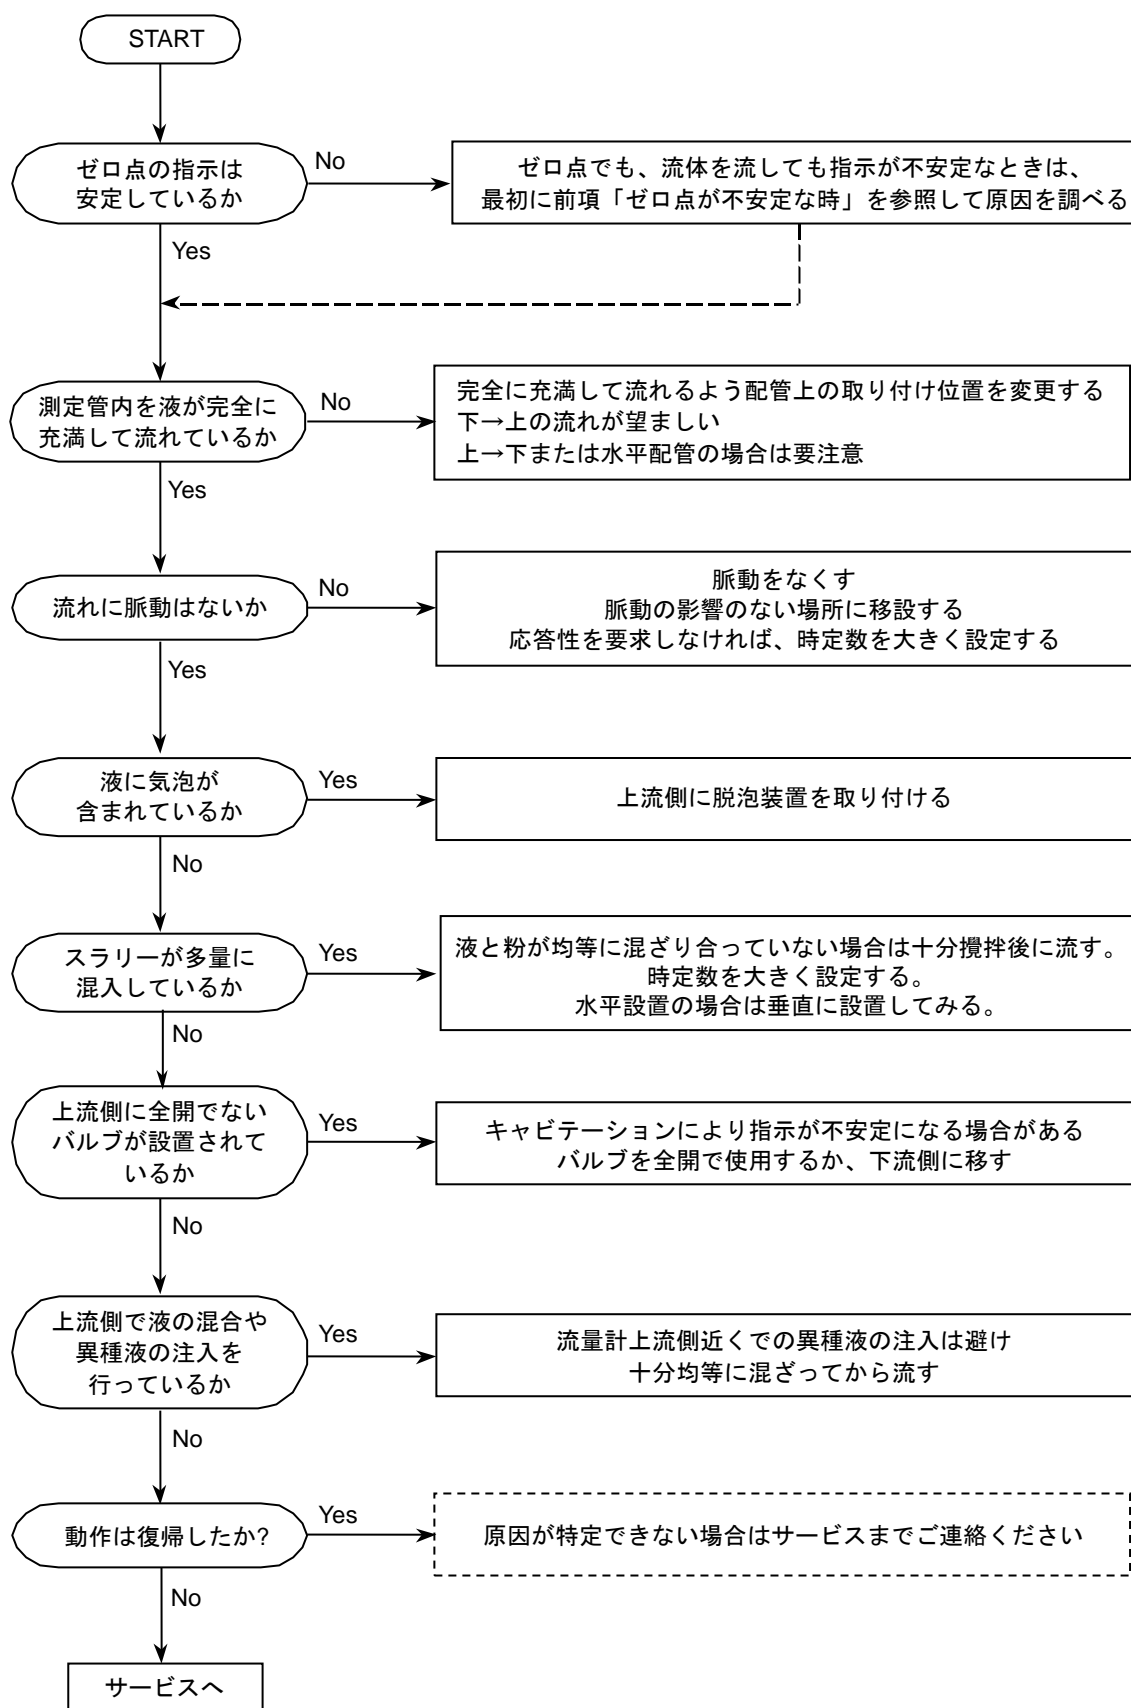 START
ゼロ点の指示は
安定しているか
No
ゼロ点でも、流体を流しても指示が不安定なときは、
最初に前項「ゼロ点が不安定な時」を参照して原因を調べる
Yes
測定管内を液が完全に
充満して流れているか
No
完全に充満して流れるよう配管上の取り付け位置を変更する
下→上の流れが望ましい
上→下または水平配管の場合は要注意
Yes
流れに脈動はないか
No
脈動をなくす
脈動の影響のない場所に移設する
応答性を要求しなければ、時定数を大きく設定する
Yes
液に気泡が
含まれているか
Yes
上流側に脱泡装置を取り付ける
No
スラリーが多量に
混入しているか
Yes
液と粉が均等に混ざり合っていない場合は十分攪拌後に流す。
時定数を大きく設定する。
水平設置の場合は垂直に設置してみる。
No
上流側に全開でない
バルブが設置されて
いるか
Yes
キャビテーションにより指示が不安定になる場合がある
バルブを全開で使用するか、下流側に移す
No
上流側で液の混合や
異種液の注入を
行っているか
Yes
流量計上流側近くでの異種液の注入は避け
十分均等に混ざってから流す
No
動作は復帰したか?
Yes
原因が特定できない場合はサービスまでご連絡ください
No
サービスへ